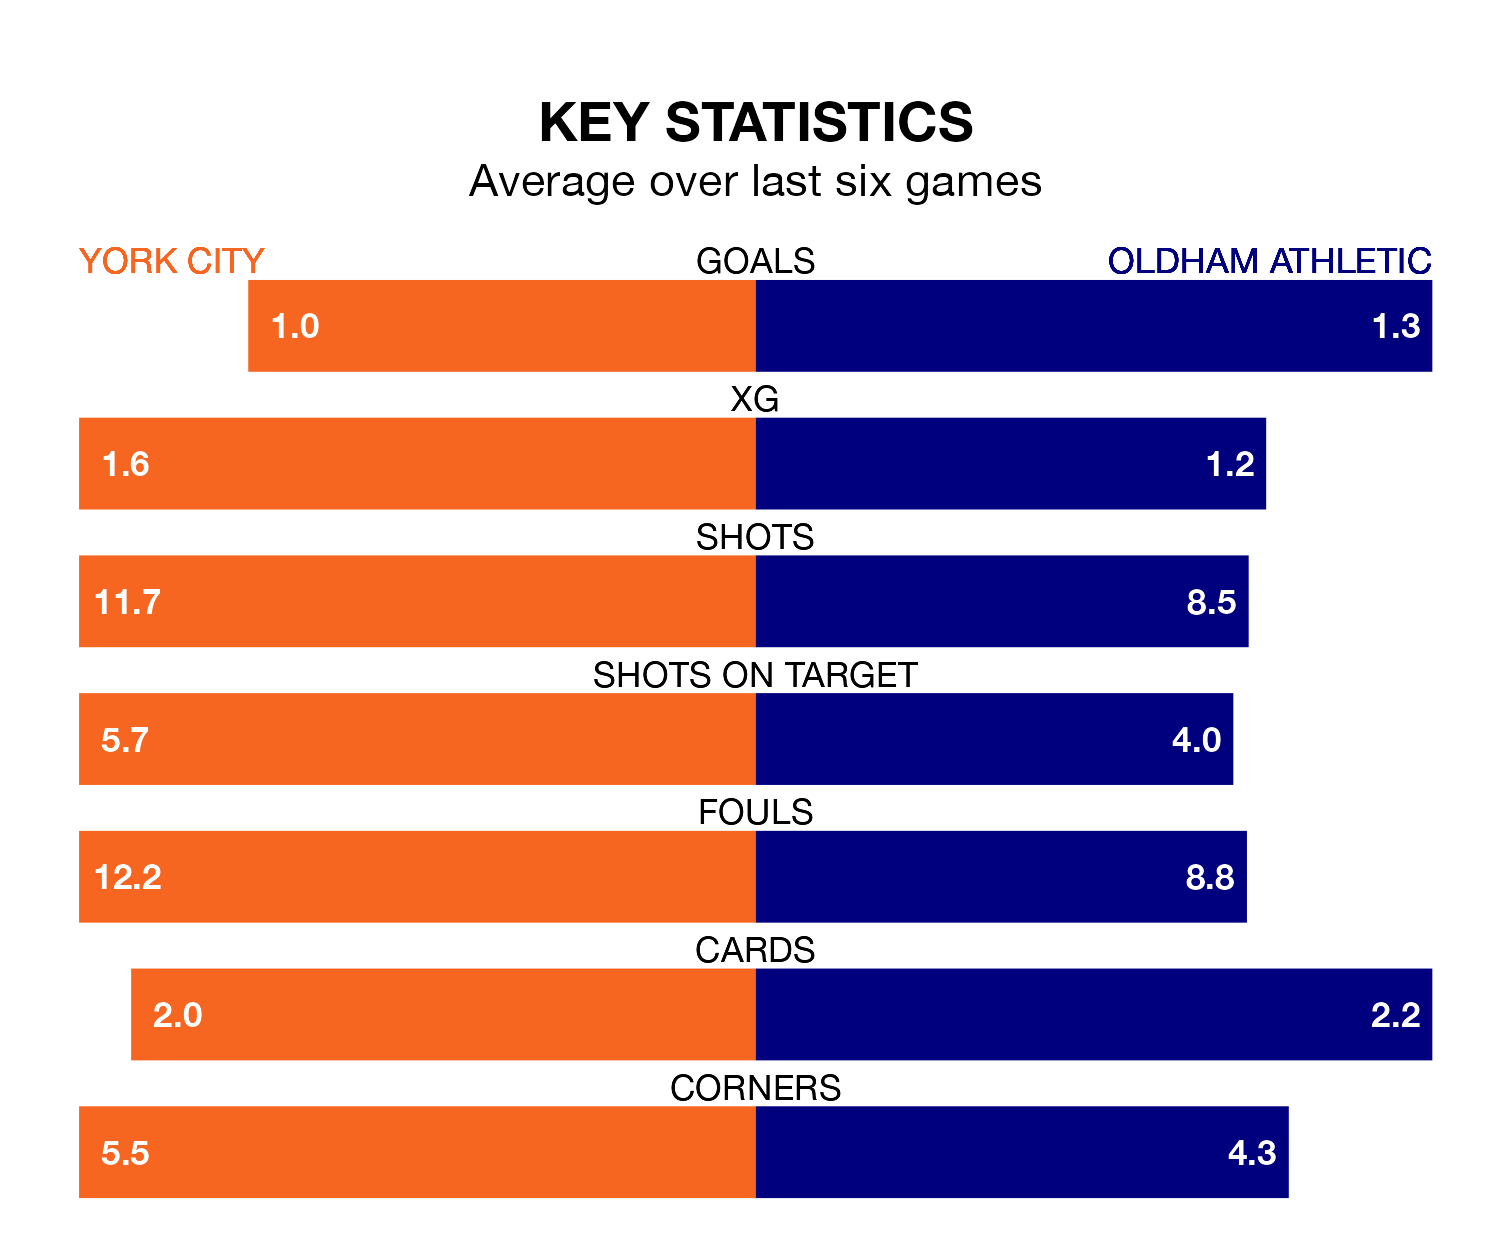 KEY STATISTICS
Average over last six games
YORK CITY GOALS OLDHAM ATHLETIC
1.0 1.3
XG
1.6 1.2
SHOTS
11.7 8.5
SHOTS ON TARGET
5.7 4.0
FOULS
12.2 8.8
CARDS
2.0 2.2
CORNERS
5.5 4.3